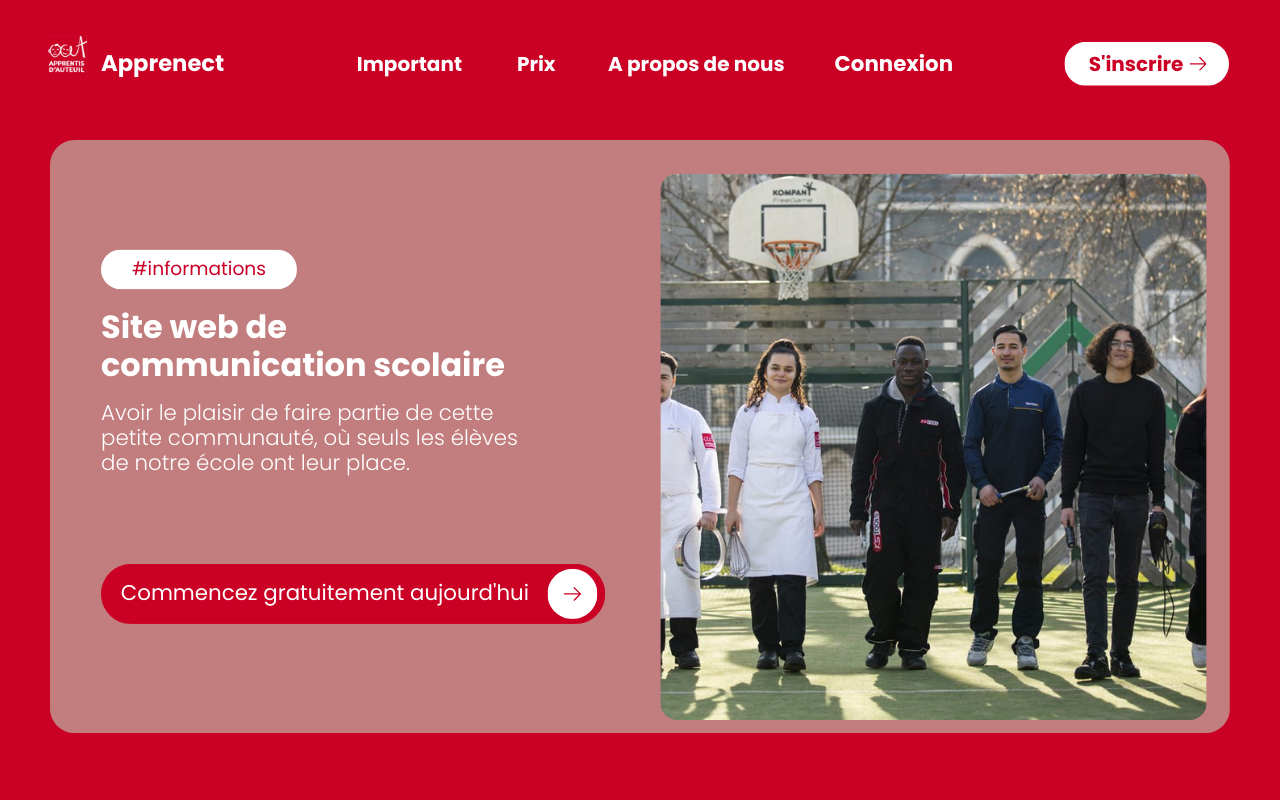 APPRENTIS
D'AUTEUIL
Apprenect
Important
Prix
A propos de nous
Connexion
S'inscrire
#informations
Site web de
communication scolaire
Avoir le plaisir de faire partie de cette
petite communauté, où seuls les élèves
de notre école ont leur place.
Commencez gratuitement aujourd'hui
KOMPAN
FreeGame